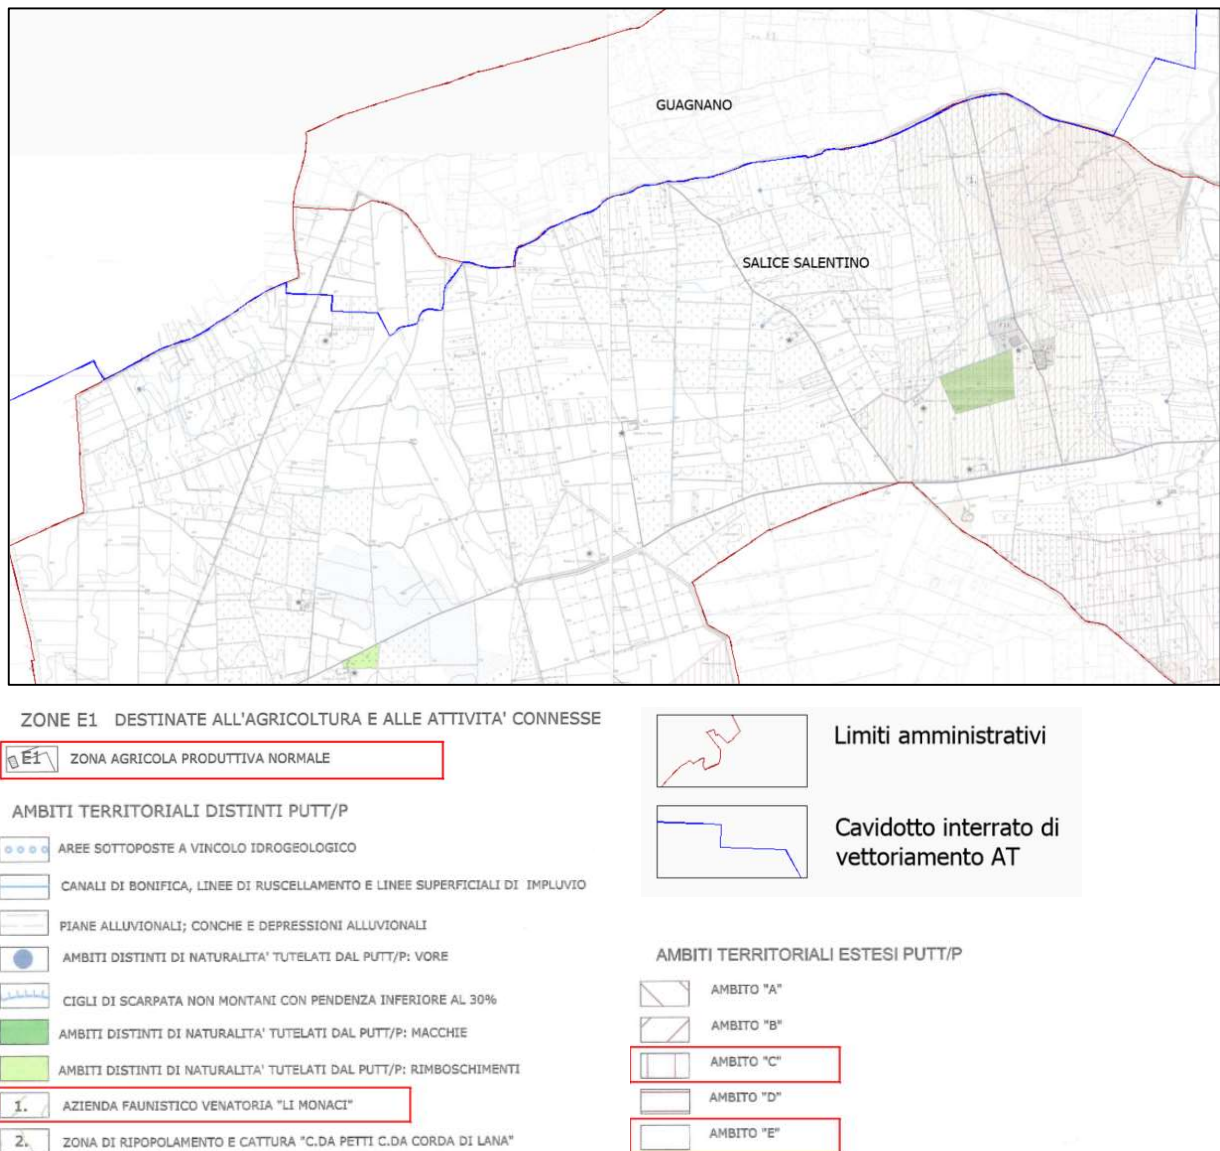 GUAGNANO
SALICE SALENTINO
1.
ZONE E1 DESTINATE ALL'AGRICOLTURA E ALLE ATTIVITA' CONNESSE
E1 ZONA AGRICOLA PRODUTTIVA NORMALE
AMBITI TERRITORIALI DISTINTI PUTT/P
AREE SOTTOPOSTE A VINCOLO IDROGEOLOGICO
CANALI DI BONIFICA, LINEE DI RUSCELLAMENTO E LINEE SUPERFICIALI DI IMPLUVIO
PIANE ALLUVIONALI; CONCHE E DEPRESSIONI ALLUVIONALI
AMBITI DISTINTI DI NATURALITA' TUTELATI DAL PUTT/P: VORE
CIGLI DI SCARPATA NON MONTANI CON PENDENZA INFERIORE AL 30%
AMBITI DISTINTI DI NATURALITA' TUTELATI DAL PUTT/P: MACCHIE
AMBITI DISTINTI DI NATURALITA' TUTELATI DAL PUTT/P: RIMBOSCHIMENTI
1. AZIENDA FAUNISTICO VENATORIA "LI MONACI"
2. ZONA DI RIPOPOLAMENTO E CATTURA "C.DA PETTI C.DA CORDA DI LANA"
Limiti amministrativi
Cavidotto interrato di
vettoriamento AT
AMBITI TERRITORIALI ESTESI PUTT/P
AMBITO "A"
AMBITO "B"
AMBITO "C"
AMBITO "D"
AMBITO "E"